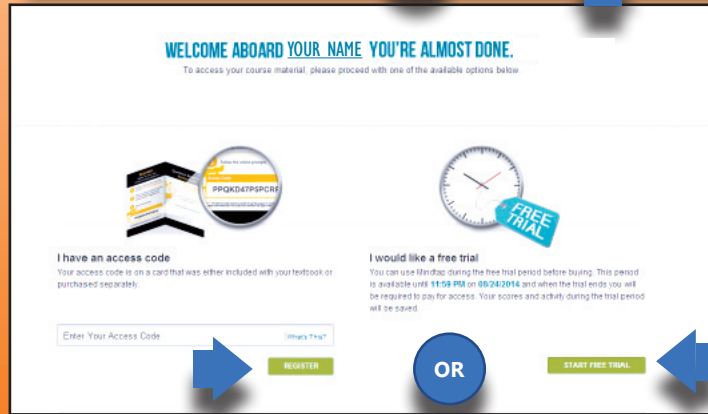 WELCOME ABOARD YOUR NAME YOU'RE ALMOST DONE.
To access your course material, please proceed with one of the available options below.
PPQKD47PSPCRF
FREE
TRIAL
I have an access code
Your access code is on a card that was either included with your textbook or
purchased separately.
Enter Your Access Code What's This?
REGISTER
I would like a free trial
You can use Mindtap during the free trial period before buying. This period
is available until 11:59 PM on 08/24/2014 and when the trial ends you will
be required to pay for access. Your scores and activity during the trial period
will be saved.
OR
START FREE TRIAL